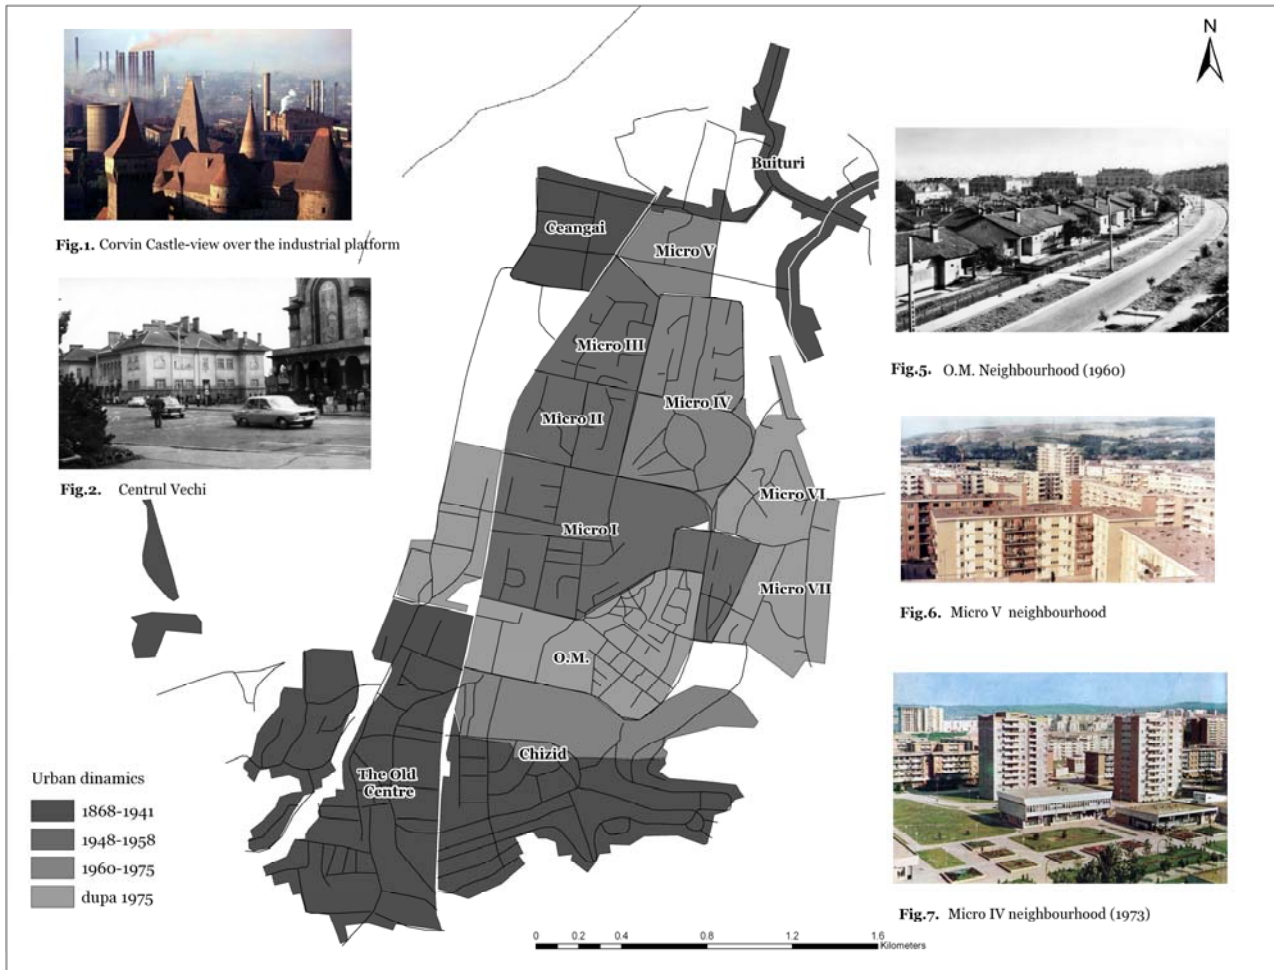 N
Fig.1. Corvin Castle-view over the industrial platform
Fig.2. Centrul Vechi
Buituri
Ceangai
Micro V
Micro III
Micro II
Micro IV
Micro VI
Micro I
Micro VII
O.M.
Chizid
The Old
Centre
Fig.5. O.M. Neighbourhood (1960)
Fig.6. Micro V neighbourhood
Fig.7. Micro IV neighbourhood (1973)
Urban dinamics
1868-1941
1948-1958
1960-1975
dupa 1975
0 0.2 0.4 0.8 1.2 1.6
Kilometers